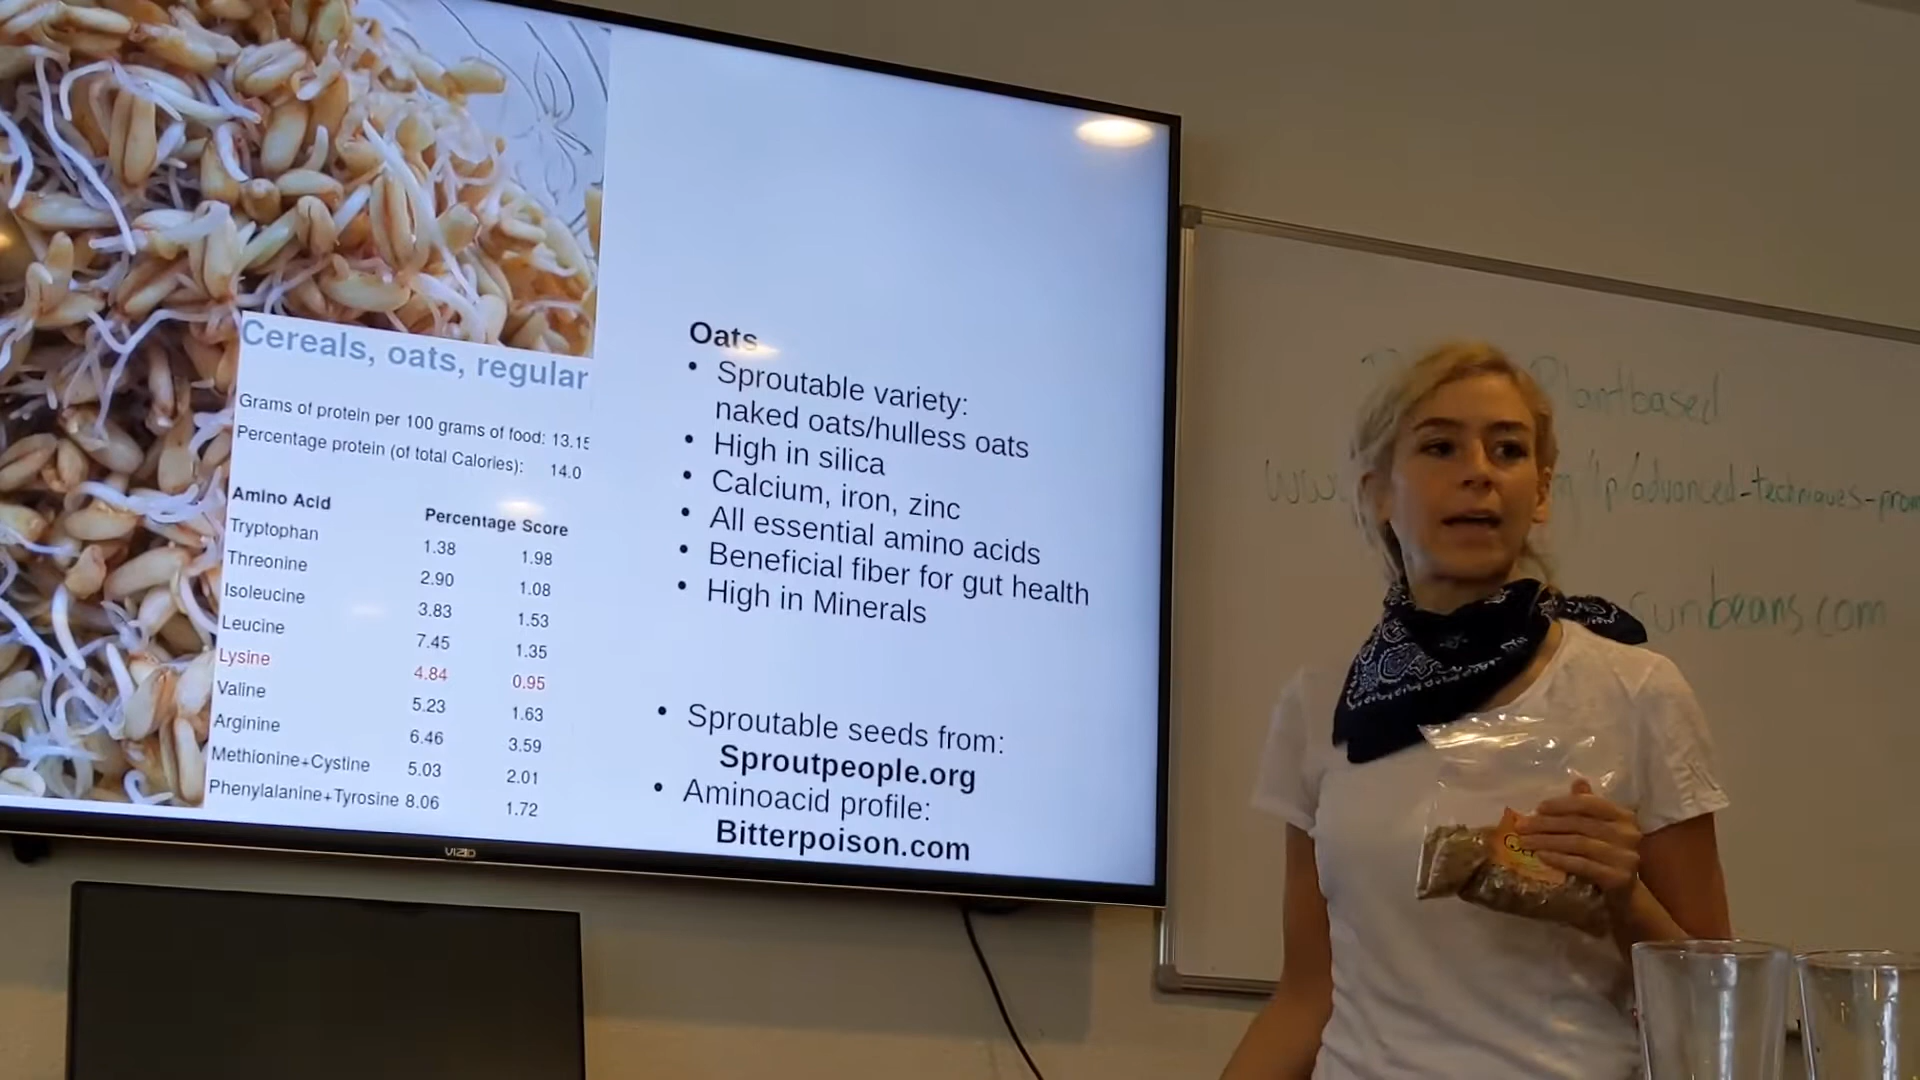 Cereals, oats, regular
Grams of protein per 100 grams of food: 13.15
Percentage protein (of total Calories): 14.0
Amino Acid Percentage Score
Tryptophan 1.38 1.98
Threonine 2.90 1.08
Isoleucine 3.83 1.53
Leucine 7.45 1.35
Lysine 4.84 0.95
Valine 5.23 1.63
Arginine 6.46 3.59
Methionine+Cystine 5.03 2.01
Phenylalanine+Tyrosine 8.06 1.72
Oats
• Sproutable variety:
naked oats/hulless oats
• High in silica
• Calcium, iron, zinc
• All essential amino acids
• Beneficial fiber for gut health
• High in Minerals
• Sproutable seeds from:
Sproutpeople.org
• Aminoacid profile:
Bitterpoison.com
VIZIO
Plantbased
www /p/advanced-techniques-prom
sunbeans.com